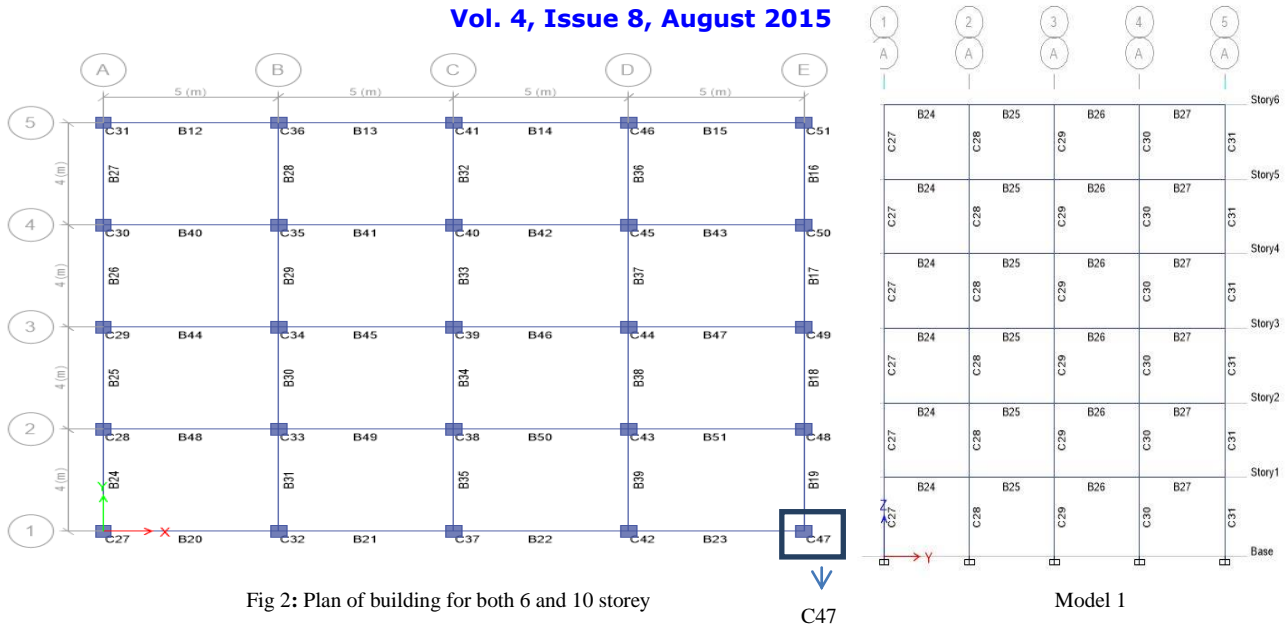 Vol. 4, Issue 8, August 2015
A B C D E
5 (m) 5 (m) 5 (m) 5 (m)
5 C31 B12 C36 B13 C41 B14 C46 B15 C51
4 (m) B27 B28 B32 B36 B16
4 C30 B40 C35 B41 C40 B42 C45 B43 C50
4 (m) B26 B29 B33 B37 B17
3 C29 B44 C34 B45 C39 B46 C44 B47 C49
4 (m) B25 B30 B34 B38 B18
2 C28 B48 C33 B49 C38 B50 C43 B51 C48
4 (m) B24 B31 B35 B39 B19
Y
1 X
C27 B20 C32 B21 C37 B22 C42 B23 C47
Fig 2: Plan of building for both 6 and 10 storey
C47
1 2 3 4 5
A A A A A
Story6
B24 B25 B26 B27
C27 C28 C29 C30 C31
Story5
B24 B25 B26 B27
C27 C28 C29 C30 C31
Story4
B24 B25 B26 B27
C27 C28 C29 C30 C31
Story3
B24 B25 B26 B27
C27 C28 C29 C30 C31
Story2
B24 B25 B26 B27
C27 C28 C29 C30 C31
Story1
B24 B25 B26 B27
Z
C27 C28 C29 C30 C31
Base
Y
Model 1